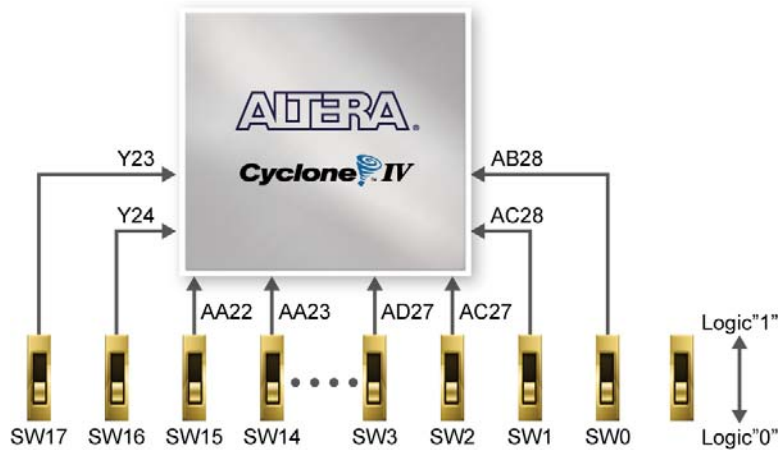 ALTERA®
Cyclone™ IV
Y23
AB28
Y24
AC28
AA22 AA23 AD27 AC27
Logic"1"
SW17 SW16 SW15 SW14 SW3 SW2 SW1 SW0 Logic"0"